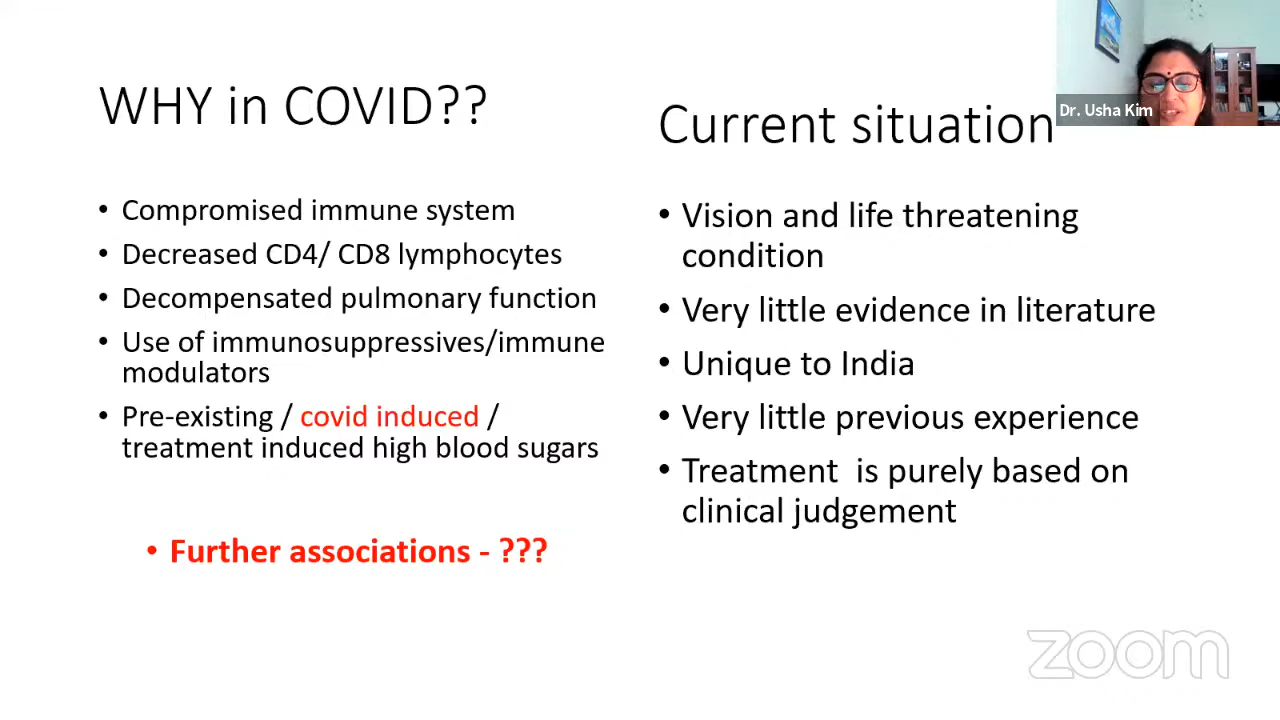 WHY in COVID??
• Compromised immune system
• Decreased CD4/ CD8 lymphocytes
• Decompensated pulmonary function
• Use of immunosuppressives/immune
modulators
• Pre-existing / covid induced /
treatment induced high blood sugars
• Further associations - ???
Current situation
• Vision and life threatening
condition
• Very little evidence in literature
• Unique to India
• Very little previous experience
• Treatment  is purely based on
clinical judgement
Dr. Usha Kim
zoom